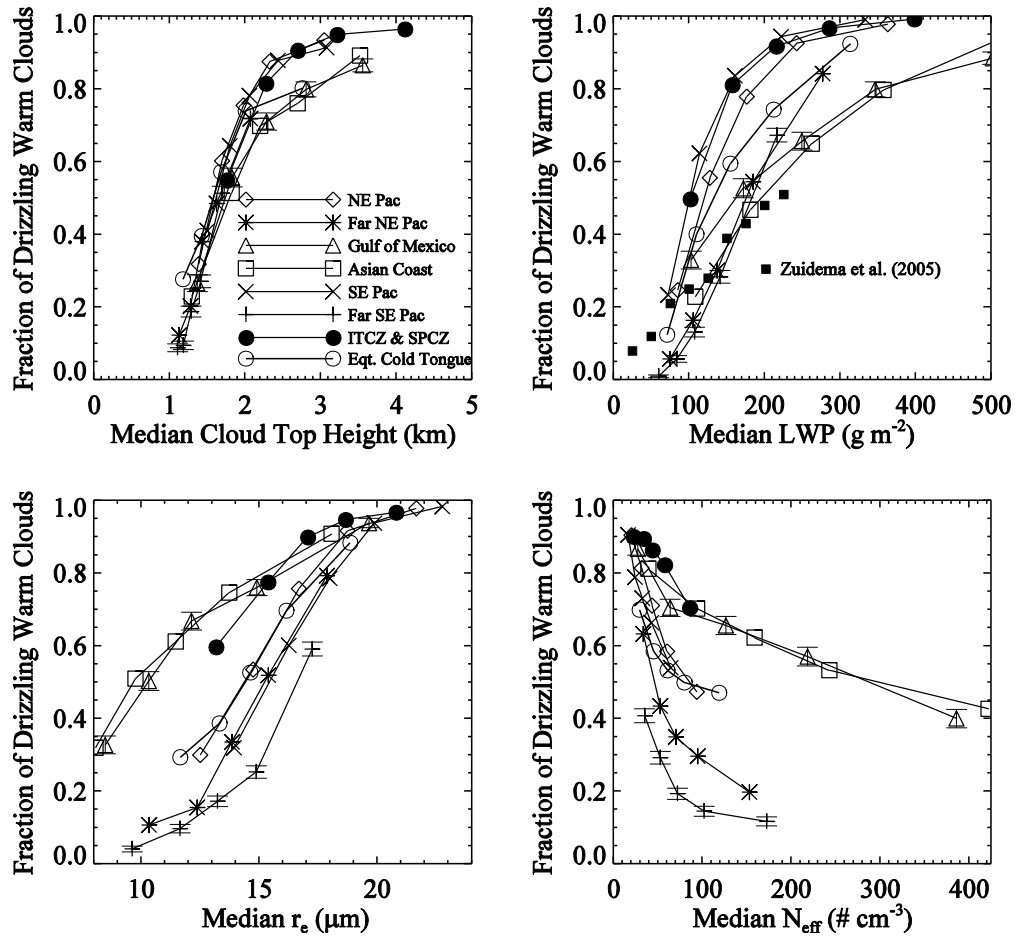 Fraction of Drizzling Warm Clouds
1.0
0.8
0.6
0.4
0.2
0.0
0 1 2 3 4 5
Median Cloud Top Height (km)
NE Pac
Far NE Pac
Gulf of Mexico
Asian Coast
SE Pac
Far SE Pac
ITCZ & SPCZ
Eqt. Cold Tongue
Fraction of Drizzling Warm Clouds
1.0
0.8
0.6
0.4
0.2
0.0
0 100 200 300 400 500
Median LWP (g m⁻²)
Zuidema et al. (2005)
Fraction of Drizzling Warm Clouds
1.0
0.8
0.6
0.4
0.2
0.0
10 15 20
Median rₑ (μm)
Fraction of Drizzling Warm Clouds
1.0
0.8
0.6
0.4
0.2
0.0
0 100 200 300 400
Median N_eff (# cm⁻³)